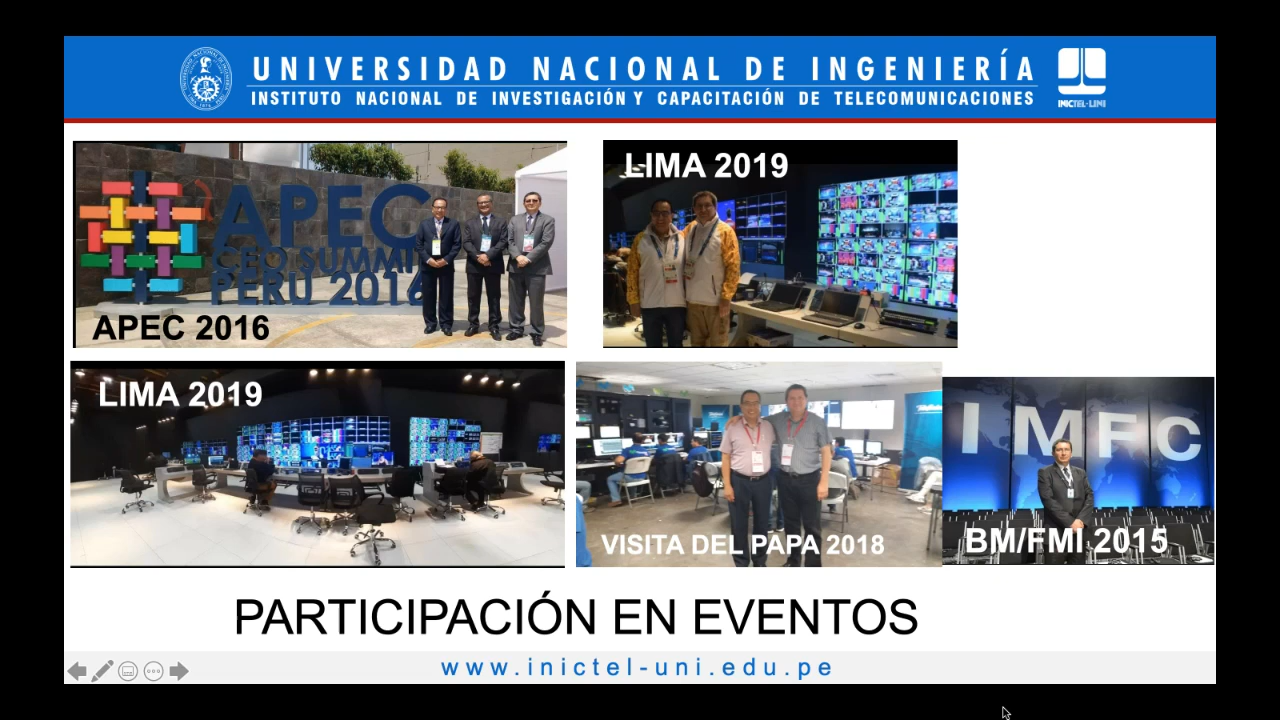 UNIVERSIDAD NACIONAL DE INGENIERÍA
INSTITUTO NACIONAL DE INVESTIGACIÓN Y CAPACITACIÓN DE TELECOMUNICACIONES
INICTEL-UNI
APEC
CEO SUMMI
PERU 2016
APEC 2016
LIMA 2019
LIMA 2019
VISITA DEL PAPA 2018
IMFC
BM/FMI 2015
PARTICIPACIÓN EN EVENTOS
www.inictel-uni.edu.pe